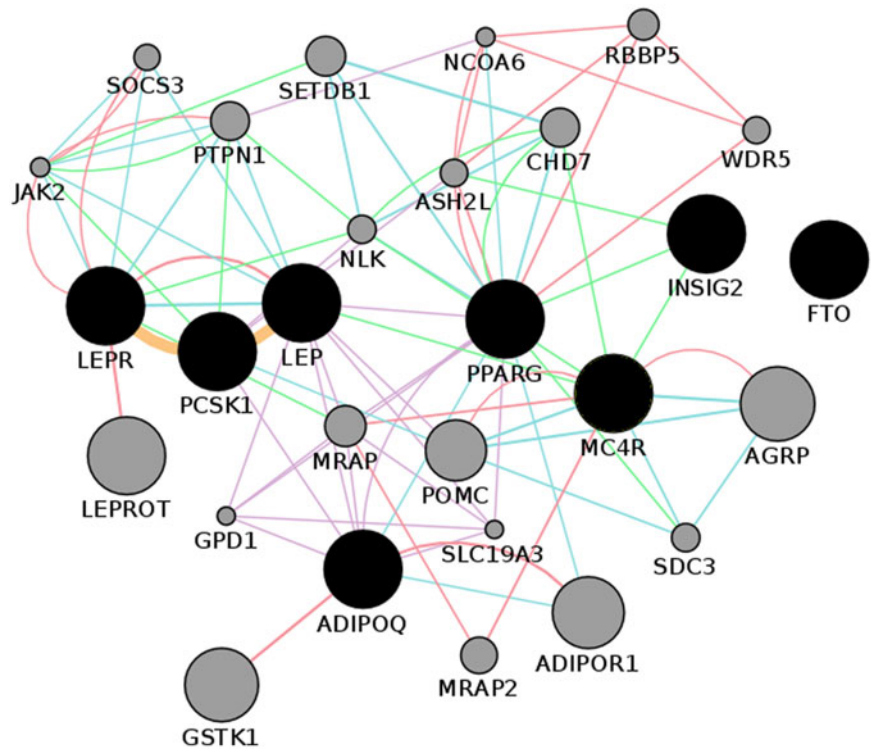 NCOA6
RBBP5
SOCS3
SETDB1
PTPN1
CHD7
WDR5
JAK2
ASH2L
NLK
INSIG2
FTO
LEPR
LEP
PPARG
PCSK1
MC4R
AGRP
MRAP
POMC
LEPROT
GPD1
SLC19A3
SDC3
ADIPOQ
ADIPOR1
MRAP2
GSTK1